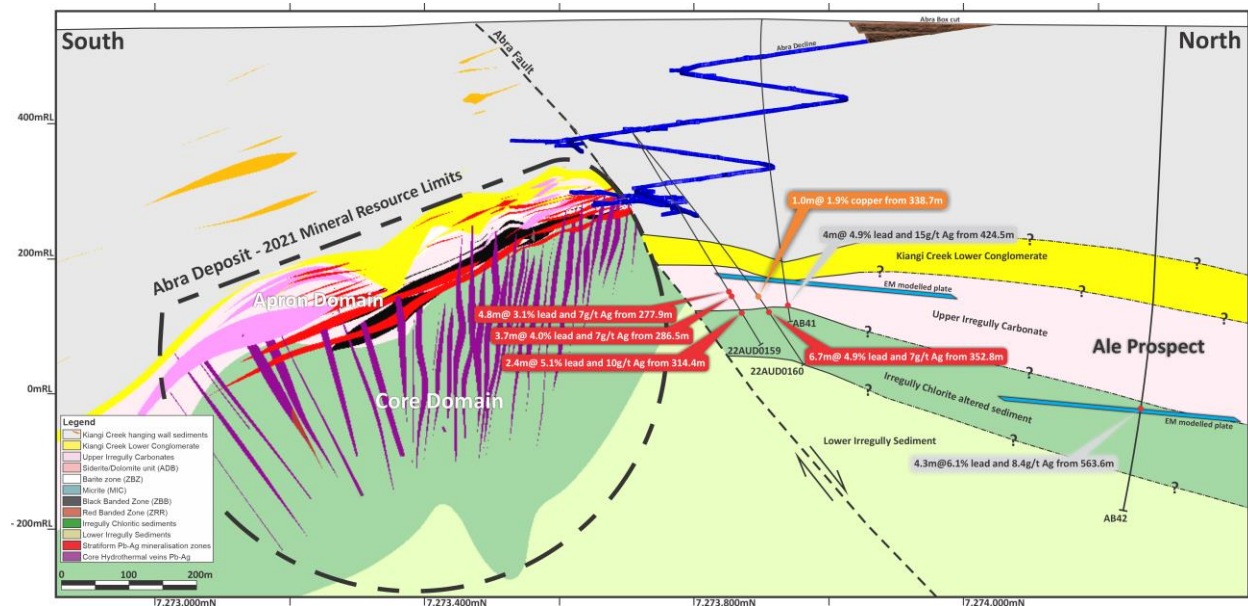 South
North
Abra Box cut
Abra Decline
Abra Fault
400mRL
200mRL
0mRL
- 200mRL
Abra Deposit - 2021 Mineral Resource Limits
Apron Domain
Core Domain
1.0m@ 1.9% copper from 338.7m
4m@ 4.9% lead and 15g/t Ag from 424.5m
Kiangi Creek Lower Conglomerate
?
?
?
?
?
?
?
?
EM modelled plate
Upper Irregully Carbonate
4.8m@ 3.1% lead and 7g/t Ag from 277.9m
3.7m@ 4.0% lead and 7g/t Ag from 286.5m
2.4m@ 5.1% lead and 10g/t Ag from 314.4m
AB41
22AUD0159
22AUD0160
6.7m@ 4.9% lead and 7g/t Ag from 352.8m
Ale Prospect
Irregully Chlorite altered sediment
EM modelled plate
Lower Irregully Sediment
4.3m@6.1% lead and 8.4g/t Ag from 563.6m
AB42
Legend
Kiangi Creek hanging wall sediments
Kiangi Creek Lower Conglomerate
Upper Irregully Carbonates
Siderite/Dolomite unit (ADB)
Barite zone (ZBZ)
Micrite (MIC)
Black Banded Zone (ZBB)
Red Banded Zone (ZRR)
Irregully Chloritic sediments
Lower Irregully Sediments
Stratiform Pb-Ag mineralisation zones
Core Hydrothermal veins Pb-Ag
0 100 200m
7.273.000mN
7.273.400mN
7.273.800mN
7.274.000mN